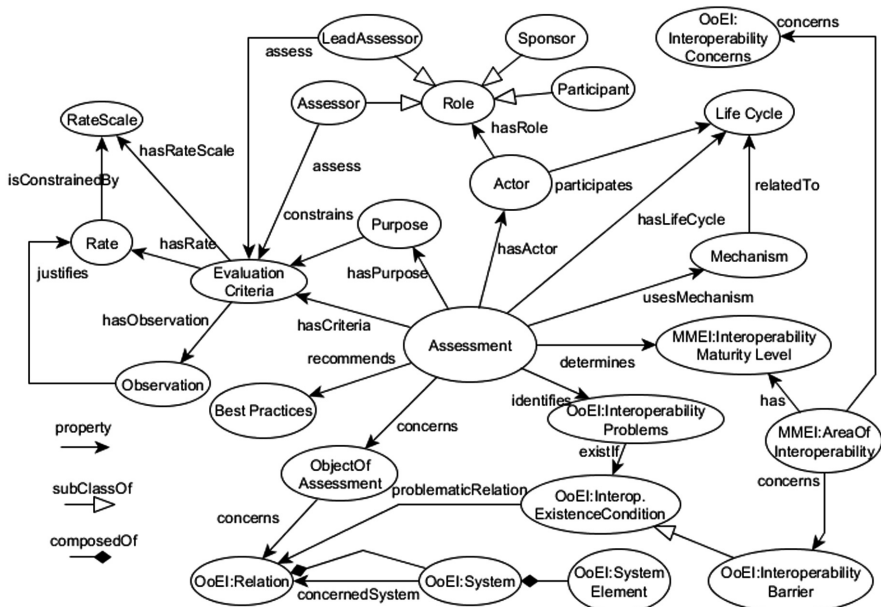 OoEI:
Interoperability
Concerns
concerns
LeadAssessor
Sponsor
assess
Assessor
Role
Participant
RateScale
hasRole
Life Cycle
hasRateScale
isConstrainedBy
assess
Actor
participates
relatedTo
constrains
Purpose
hasLifeCycle
Rate
hasRate
hasActor
Mechanism
justifies
Evaluation
Criteria
hasPurpose
usesMechanism
hasObservation
hasCriteria
Assessment
MMEI:Interoperability
Maturity Level
recommends
determines
Observation
has
Best Practices
identifies
OoEI:Interoperability
Problems
property
concerns
MMEI:AreaOf
Interoperability
existIf
ObjectOf
Assessment
concerns
subClassOf
problematicRelation
OoEI:Interop.
ExistenceCondition
concerns
composedOf
OoEI:Relation
concernedSystem
OoEI:System
OoEI:System
Element
OoEI:Interoperability
Barrier